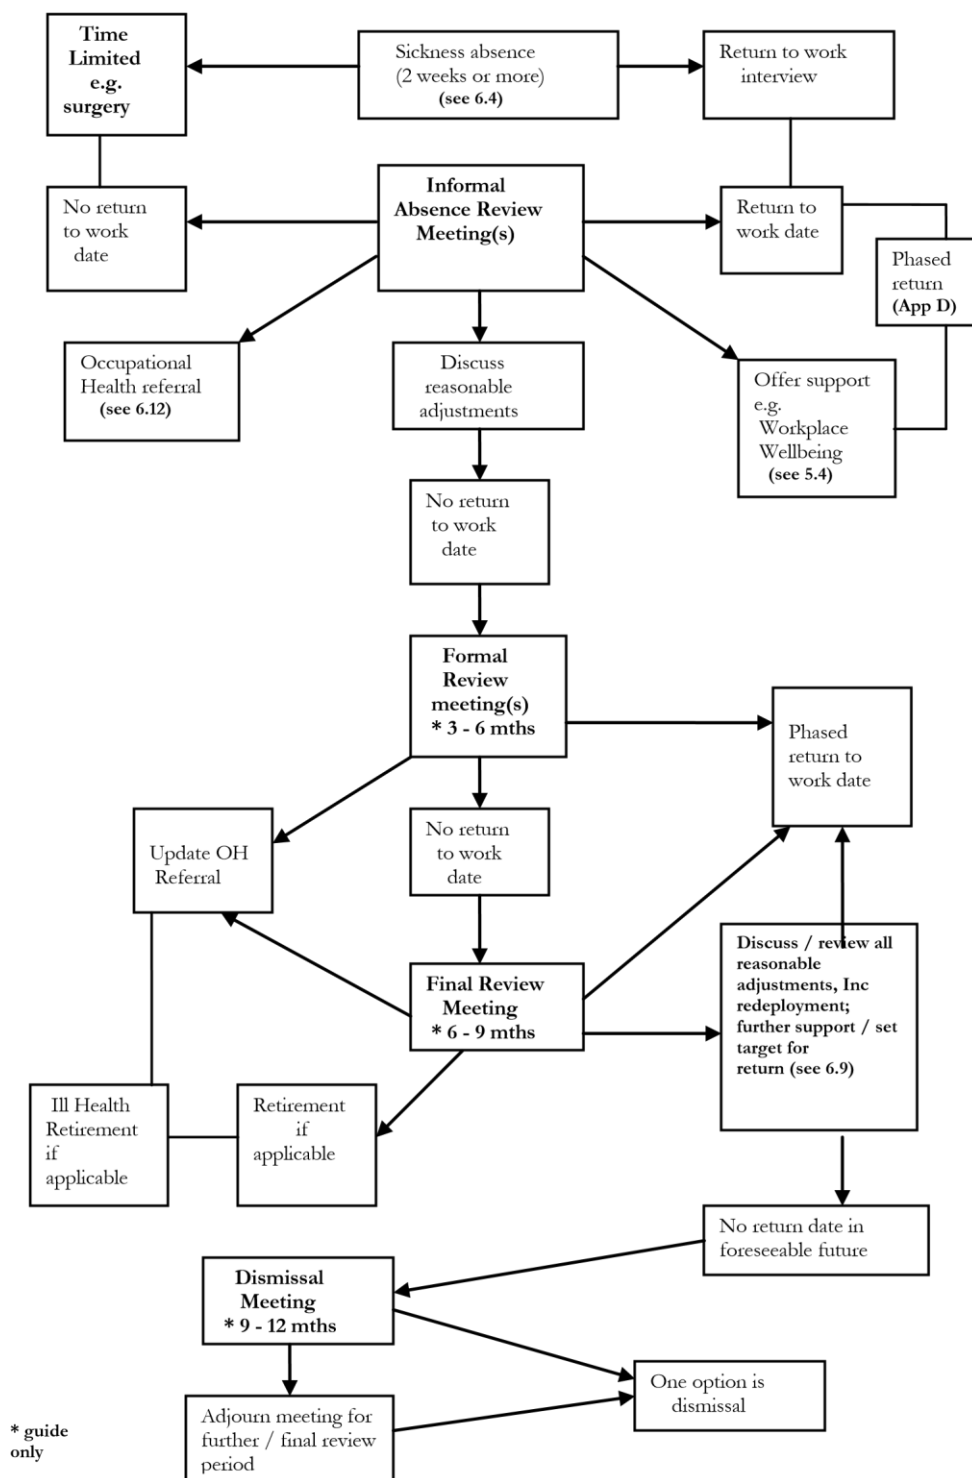 Time
Limited
e.g.
surgery
Sickness absence
(2 weeks or more)
(see 6.4)
Return to work
interview
No return
to work
date
Informal
Absence Review
Meeting(s)
Return to
work date
Phased
return
(App D)
Occupational
Health referral
(see 6.12)
Discuss
reasonable
adjustments
Offer support
e.g.
Workplace
Wellbeing
(see 5.4)
No return
to work
date
Formal
Review
meeting(s)
* 3 - 6 mths
Phased
return to
work date
Update OH
Referral
No return
to work
date
Final Review
Meeting
* 6 - 9 mths
Discuss / review all
reasonable
adjustments, Inc
redeployment;
further support / set
target for
return (see 6.9)
Ill Health
Retirement
if
applicable
Retirement
if
applicable
No return date in
foreseeable future
Dismissal
Meeting
* 9 - 12 mths
One option is
dismissal
Adjourn meeting for
further / final review
period
* guide
only